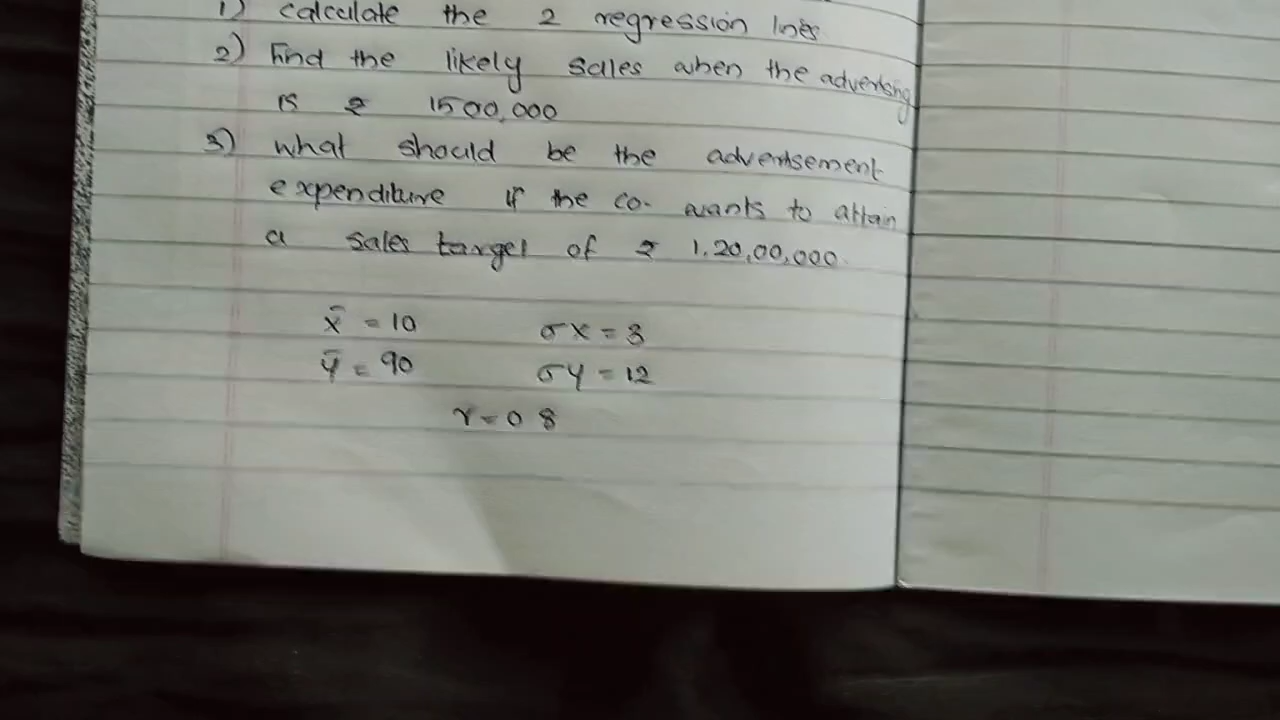 1) calculate the 2 regression lines
2) Find the likely sales when the advertising
is ₹ 1500,000
3) what should be the advertisement
expenditure if the co. wants to attain
a sales target of ₹ 1,20,00,000.
x̄ = 10 σx = 3
ȳ = 90 σy = 12
r = 0.8